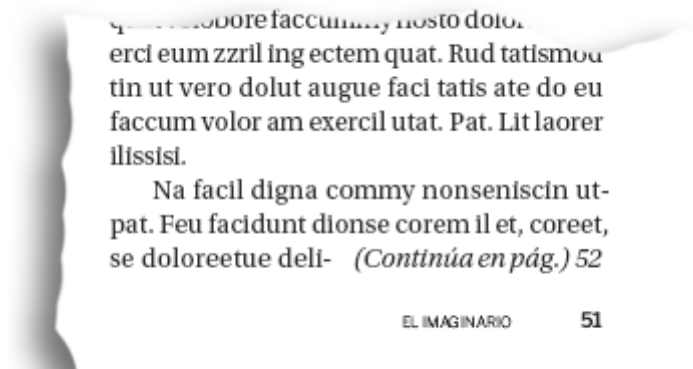 faccummy nosto
erci eum zzril ing ectem quat. Rud tatismod
tin ut vero dolut augue faci tatis ate do eu
faccum volor am exercil utat. Pat. Lit laorer
ilissisi.
Na facil digna commy nonseniscin ut-
pat. Feu facidunt dionse corem il et, coreet,
se doloreetue deli- (Continúa en pág.) 52
EL IMAGINARIO 51